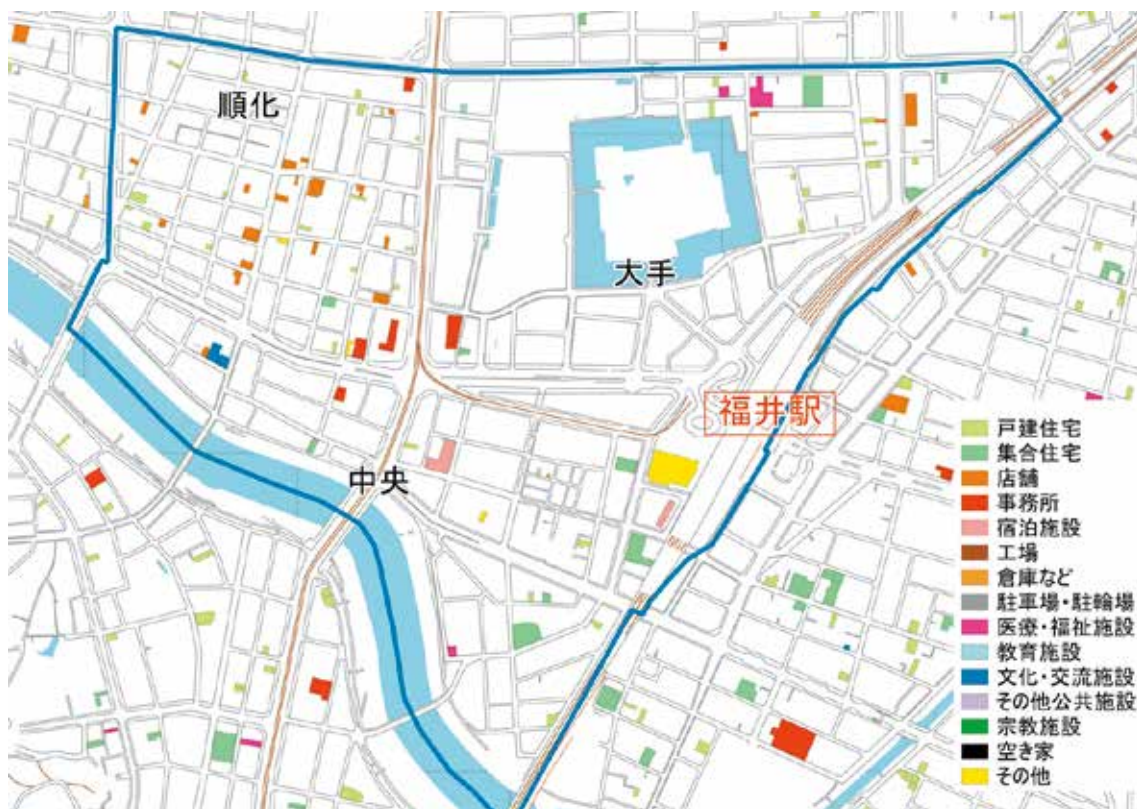 順化
大手
福井駅
中央
戸建住宅
集合住宅
店舗
事務所
宿泊施設
工場
倉庫など
駐車場・駐輪場
医療・福祉施設
教育施設
文化・交流施設
その他公共施設
宗教施設
空き家
その他